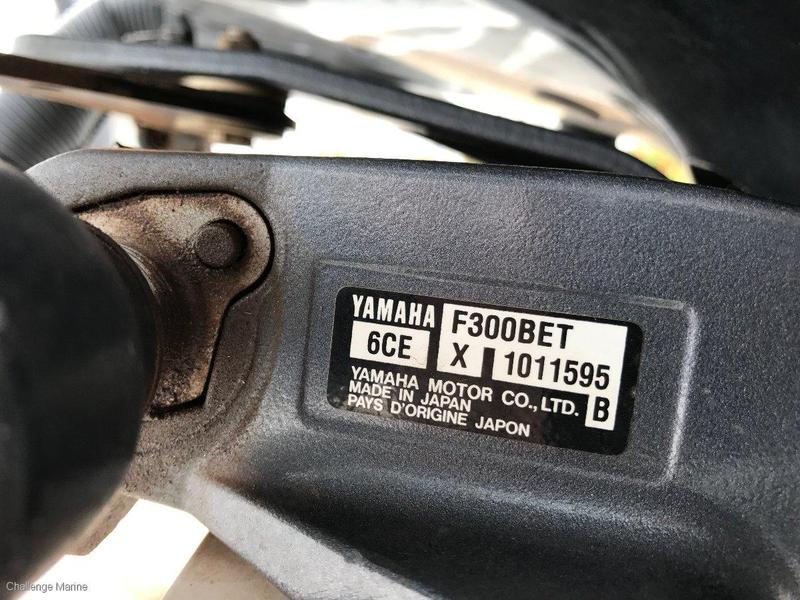 YAMAHA F300BET
6CE X 1011595
YAMAHA MOTOR CO., LTD. B
MADE IN JAPAN
PAYS D'ORIGINE JAPON
Challenge Marine